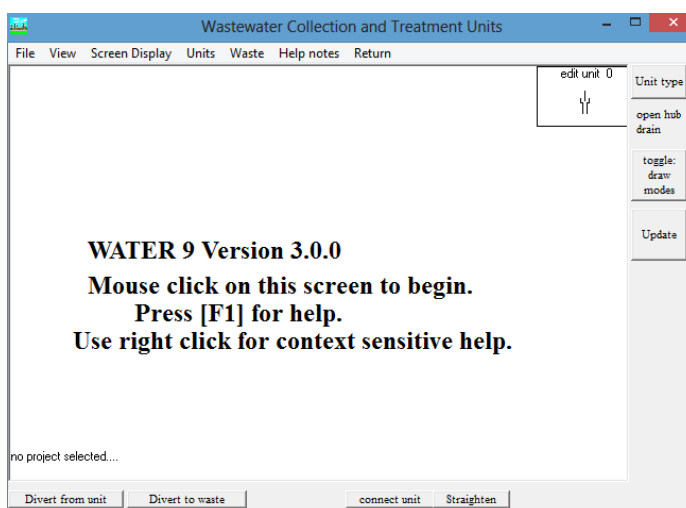 Wastewater Collection and Treatment Units
File View Screen Display Units Waste Help notes Return
edit unit 0
Unit type
open hub
drain
toggle:
draw
modes
Update
WATER 9 Version 3.0.0
Mouse click on this screen to begin.
Press [F1] for help.
Use right click for context sensitive help.
no project selected....
Divert from unit Divert to waste connect unit Straighten